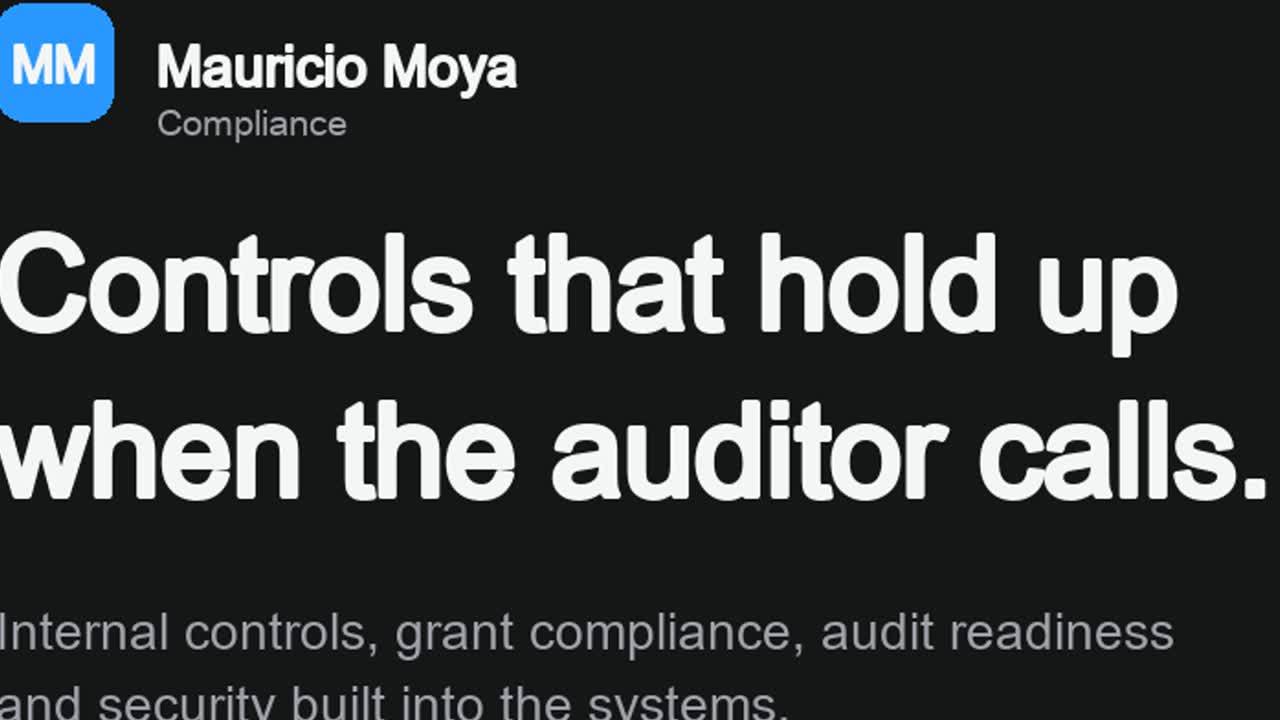 MM
Mauricio Moya
Compliance
Controls that hold up
when the auditor calls.
Internal controls, grant compliance, audit readiness
and security built into the systems.